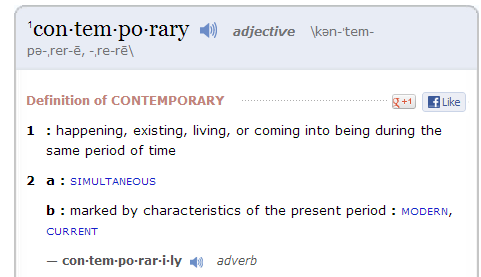 ¹con·tem·po·rary adjective \kən-ˈtem-
pə-ˌrer-ē, -ˌre-rē\
Definition of CONTEMPORARY +1 Like
1 : happening, existing, living, or coming into being during the
same period of time
2 a : SIMULTANEOUS
b : marked by characteristics of the present period : MODERN,
CURRENT
— con·tem·po·rar·i·ly adverb